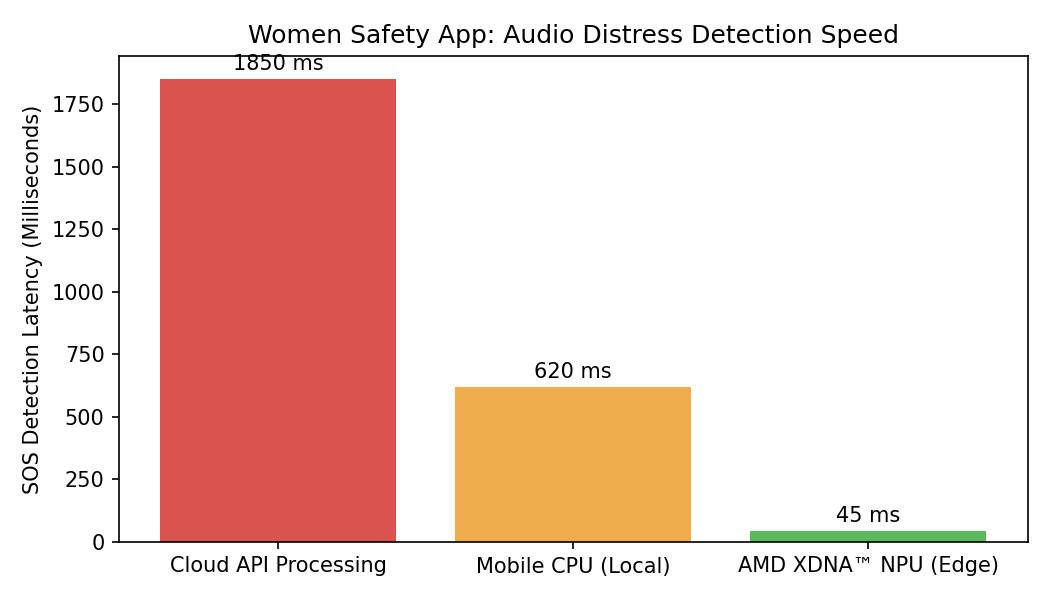 Women Safety App: Audio Distress Detection Speed
SOS Detection Latency (Milliseconds)
1750
1500
1250
1000
750
500
250
0
1850 ms
620 ms
45 ms
Cloud API Processing
Mobile CPU (Local)
AMD XDNA™ NPU (Edge)